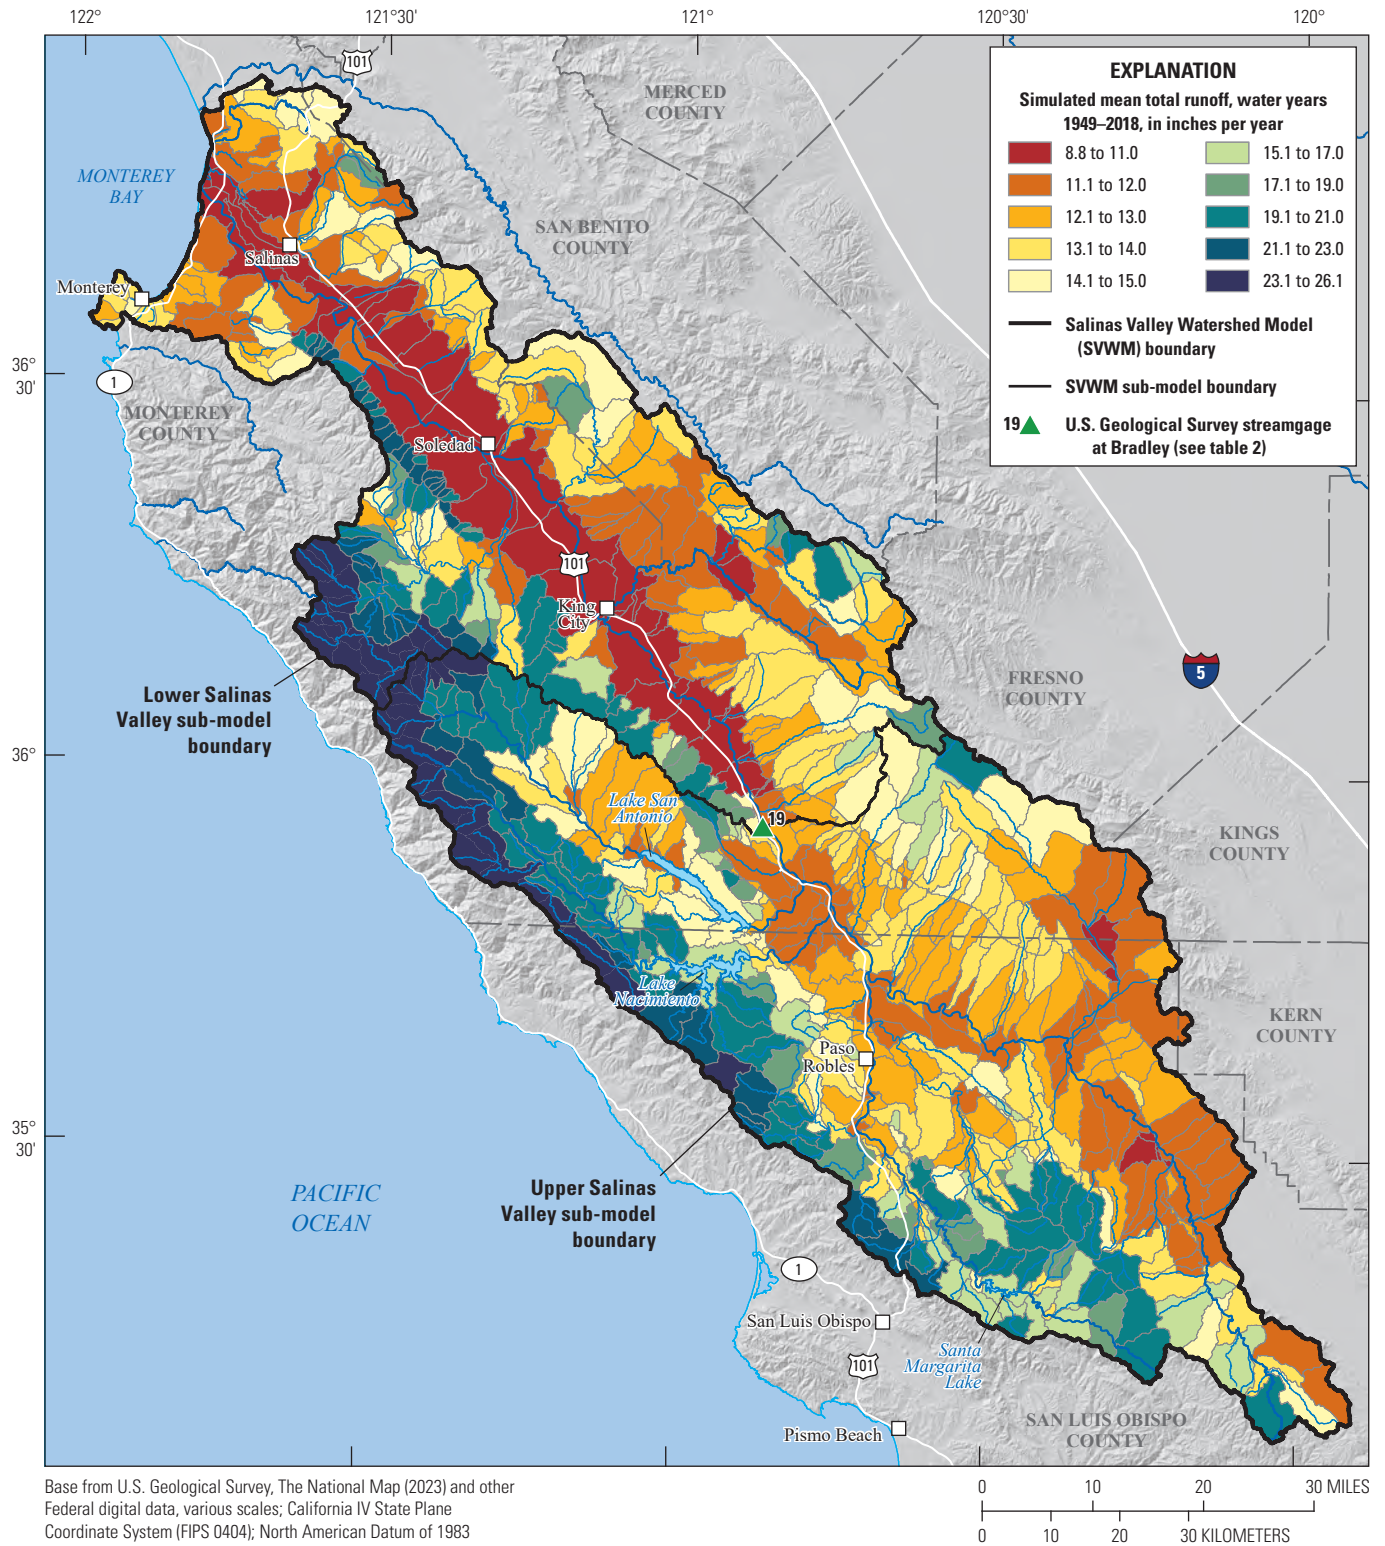 122°
121°30'
121°
120°30'
120°
101
MERCED
COUNTY
EXPLANATION
Simulated mean total runoff, water years
1949–2018, in inches per year
8.8 to 11.0
11.1 to 12.0
12.1 to 13.0
13.1 to 14.0
14.1 to 15.0
15.1 to 17.0
17.1 to 19.0
19.1 to 21.0
21.1 to 23.0
23.1 to 26.1
Salinas Valley Watershed Model
(SVWM) boundary
SVWM sub-model boundary
19
U.S. Geological Survey streamgage
at Bradley (see table 2)
MONTEREY
BAY
SAN BENITO
COUNTY
Salinas
Monterey
36°
30'
1
MONTEREY
COUNTY
Soledad
101
King
City
FRESNO
COUNTY
5
Lower Salinas
Valley sub-model
boundary
36°
Lake San
Antonio
19
KINGS
COUNTY
Lake
Nacimiento
KERN
COUNTY
Paso
Robles
35°
30'
PACIFIC
OCEAN
Upper Salinas
Valley sub-model
boundary
1
San Luis Obispo
Santa
Margarita
Lake
101
SAN LUIS OBISPO
COUNTY
Pismo Beach
Base from U.S. Geological Survey, The National Map (2023) and other
Federal digital data, various scales; California IV State Plane
Coordinate System (FIPS 0404); North American Datum of 1983
0 10 20 30 MILES
0 10 20 30 KILOMETERS